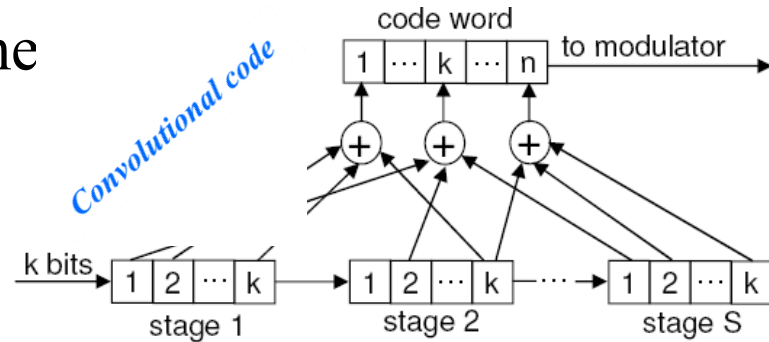 ne
Convolutional code
code word
1 ... k ... n
to modulator
+ + +
k bits
1 2 ... k
1 2 ... k
...
1 2 ... k
stage 1
stage 2
stage S